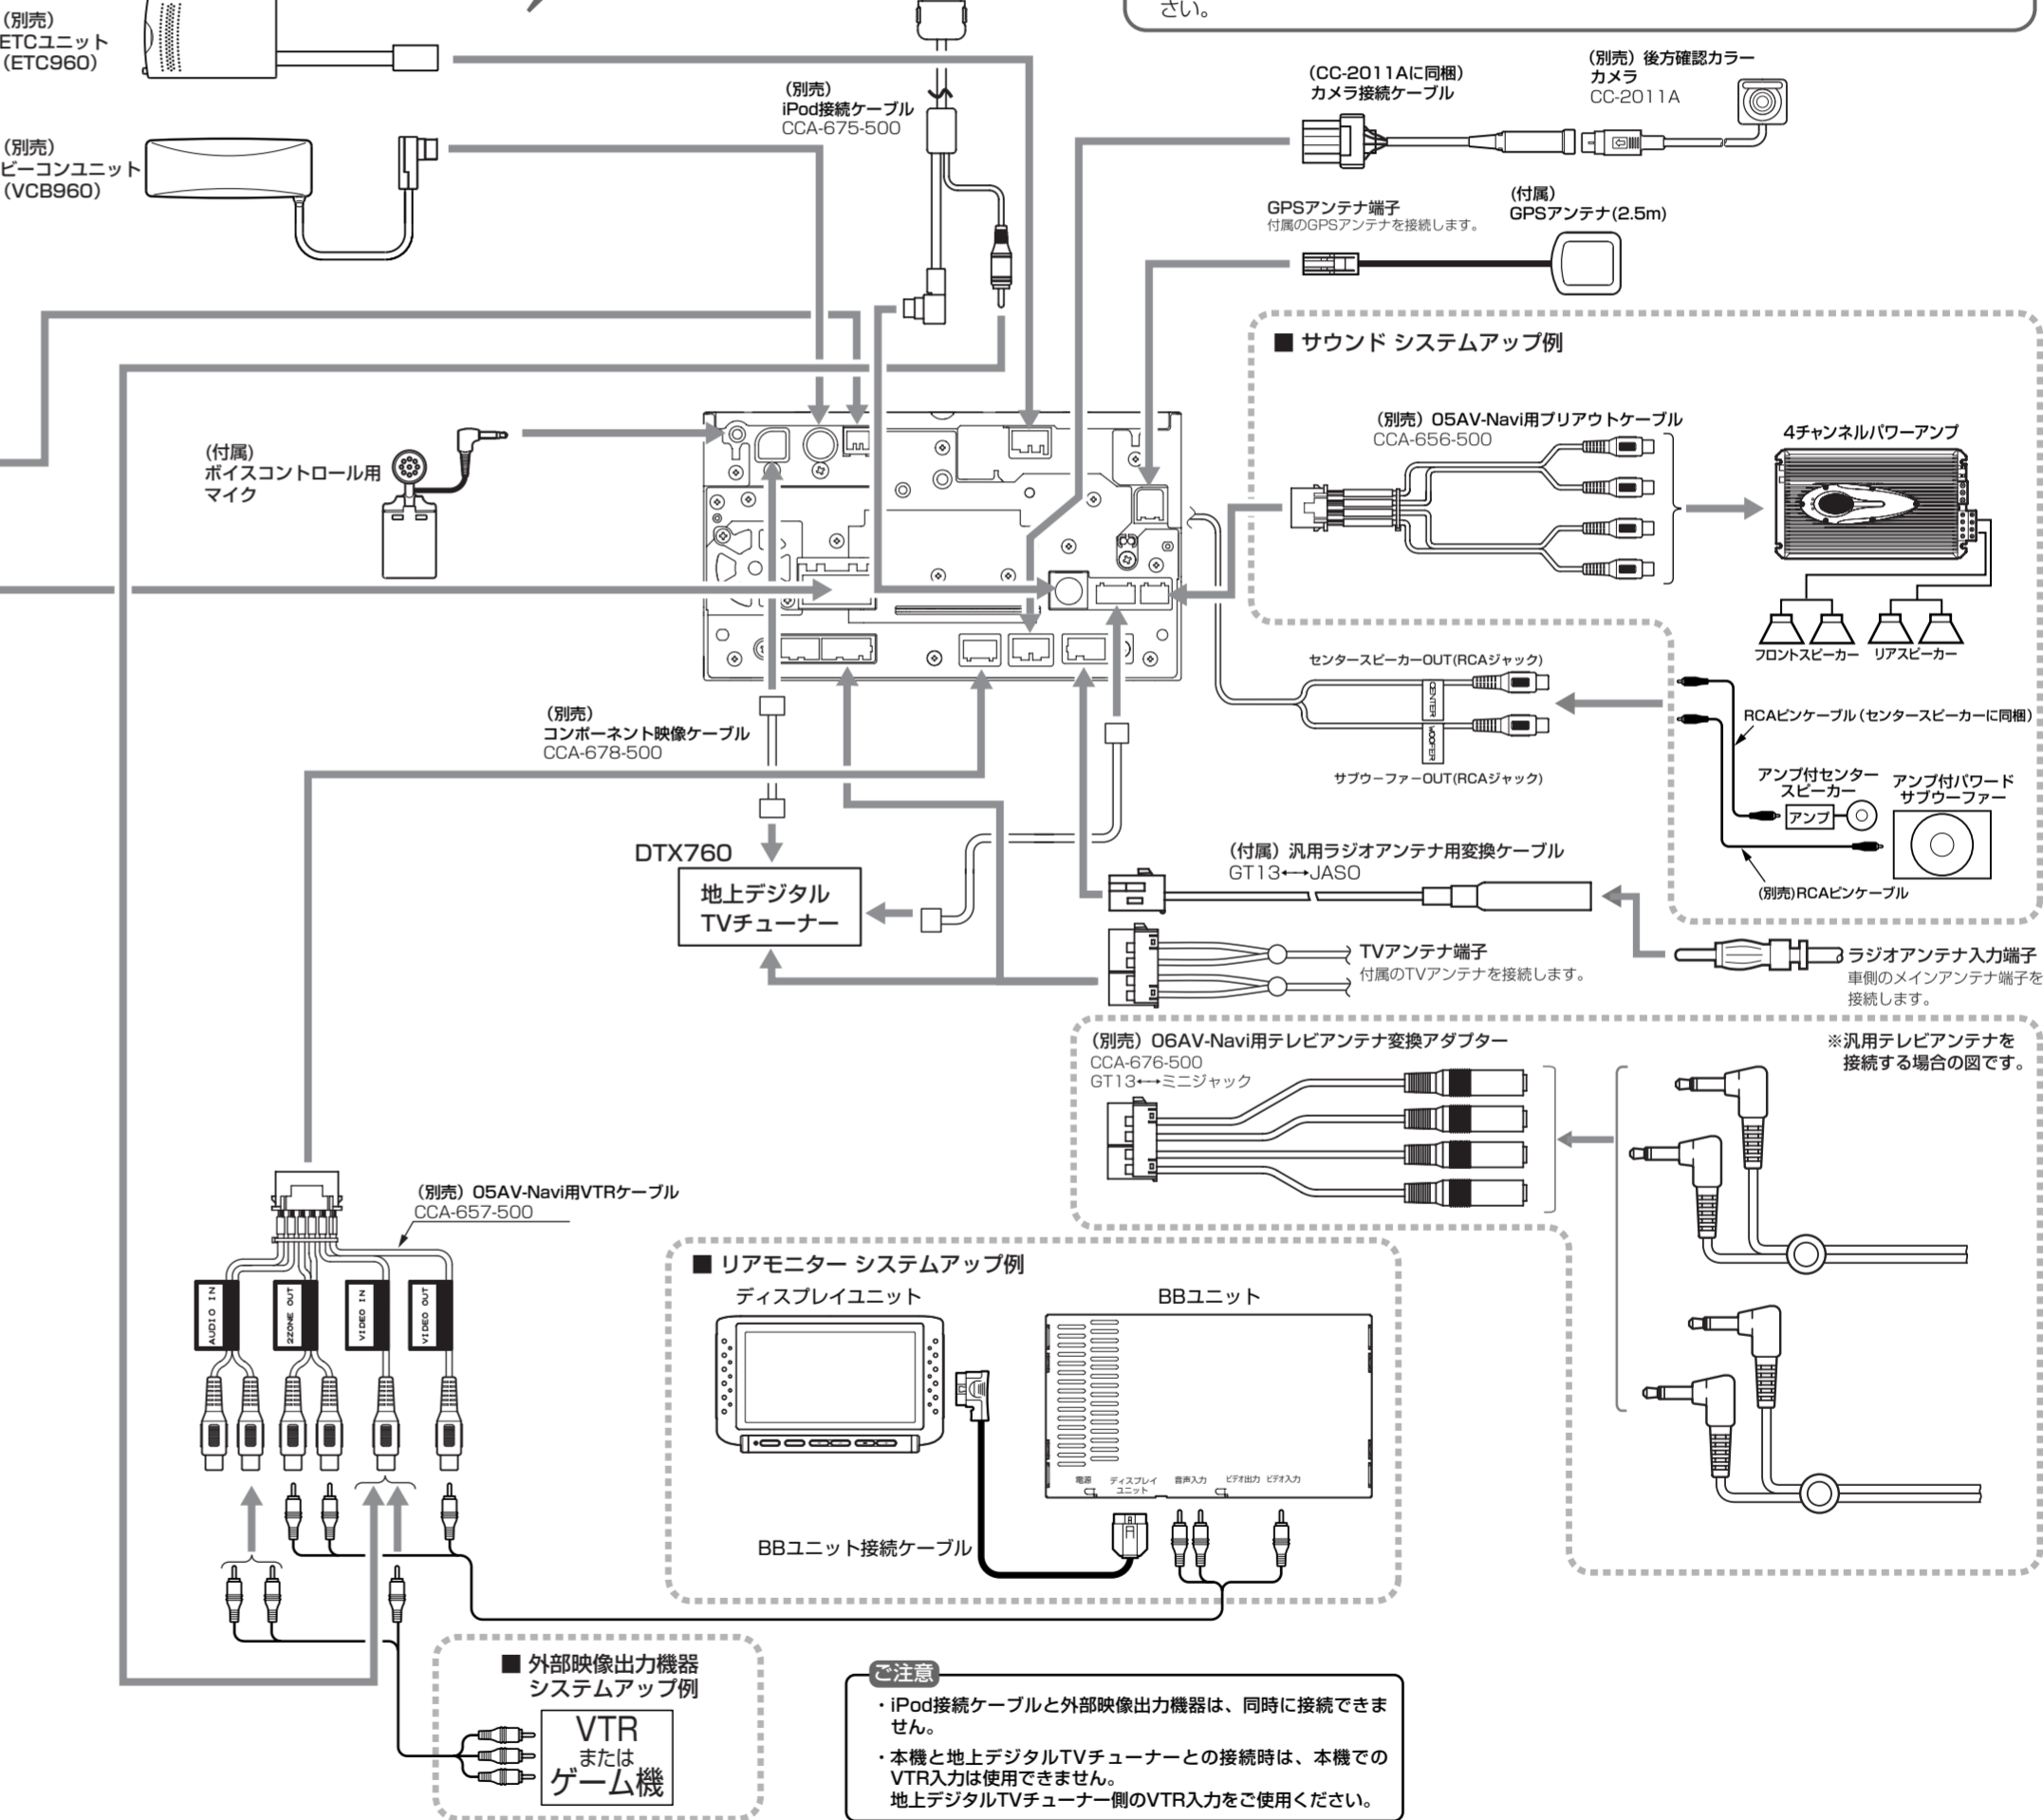 さい。
(別売)
ETCユニット
(ETC960)
(別売)
ビーコンユニット
(VCB960)
(別売)
iPod接続ケーブル
CCA-675-500
(CC-2011Aに同梱)
カメラ接続ケーブル
(別売) 後方確認カラー
カメラ
CC-2011A
GPSアンテナ端子
付属のGPSアンテナを接続します。
(付属)
GPSアンテナ(2.5m)
■ サウンド システムアップ例
(別売) 05AV-Navi用プリアウトケーブル
CCA-656-500
4チャンネルパワーアンプ
フロントスピーカー
リアスピーカー
(付属)
ボイスコントロール用
マイク
センタースピーカーOUT(RCAジャック)
CENTER
WOOFER
サブウーファーOUT(RCAジャック)
RCAピンケーブル(センタースピーカーに同梱)
アンプ付センター
スピーカー
アンプ
アンプ付パワード
サブウーファー
(別売)RCAピンケーブル
(別売)
コンポーネント映像ケーブル
CCA-678-500
DTX760
地上デジタル
TVチューナー
(付属) 汎用ラジオアンテナ用変換ケーブル
GT13⟷JASO
TVアンテナ端子
付属のTVアンテナを接続します。
ラジオアンテナ入力端子
車側のメインアンテナ端子を
接続します。
(別売) 06AV-Navi用テレビアンテナ変換アダプター
CCA-676-500
GT13⟷ミニジャック
※汎用テレビアンテナを
接続する場合の図です。
(別売) 05AV-Navi用VTRケーブル
CCA-657-500
AUDIO IN
2ZONE OUT
VIDEO IN
VIDEO OUT
■ リアモニター システムアップ例
ディスプレイユニット
BBユニット
電源
ディスプレイ
ユニット
音声入力
ビデオ出力
ビデオ入力
BBユニット接続ケーブル
■ 外部映像出力機器
システムアップ例
VTR
または
ゲーム機
ご注意
・iPod接続ケーブルと外部映像出力機器は、同時に接続できま
せん。
・本機と地上デジタルTVチューナーとの接続時は、本機での
VTR入力は使用できません。
地上デジタルTVチューナー側のVTR入力をご使用ください。